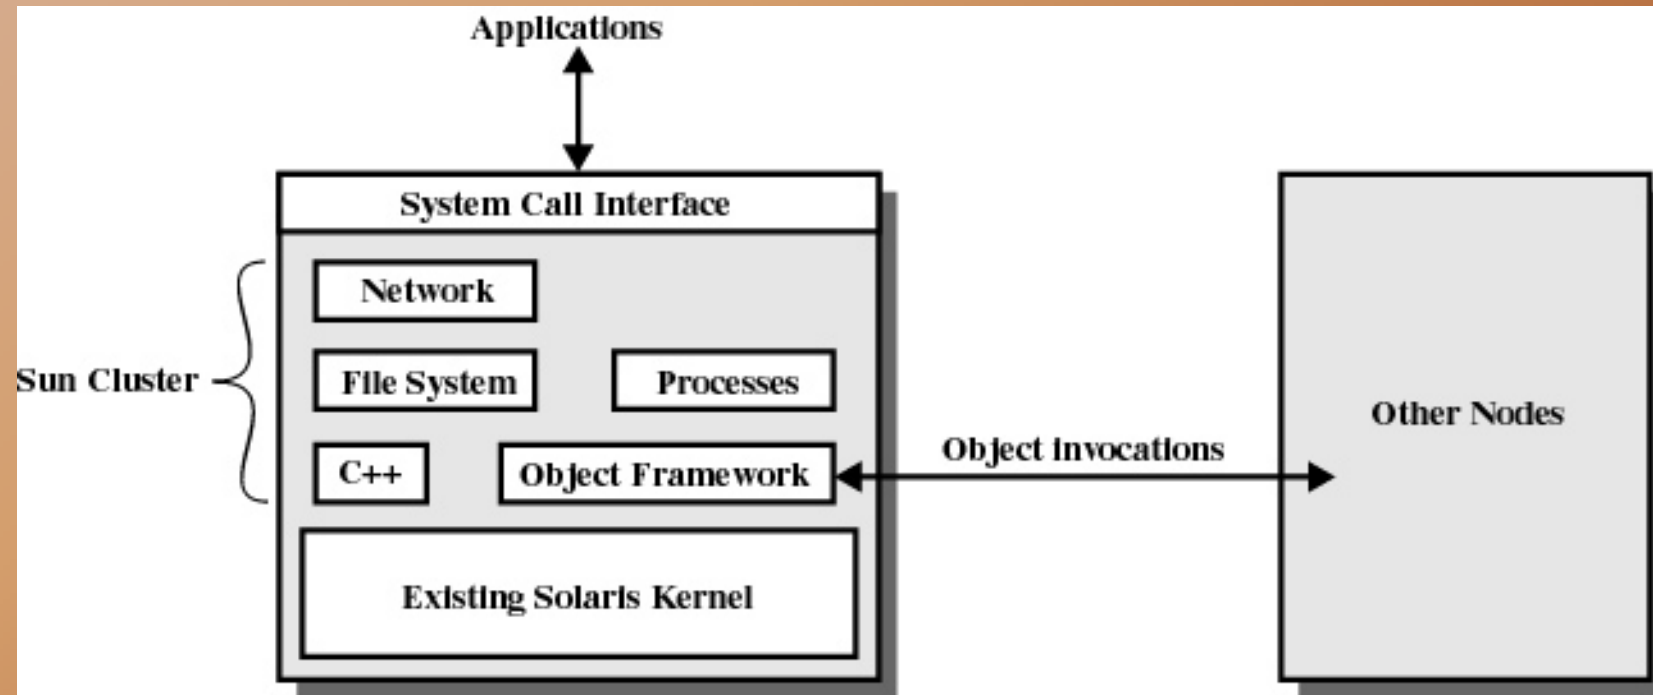 Applications
System Call Interface
Network
Sun Cluster
File System
Processes
Other Nodes
Object invocations
C++
Object Framework
Existing Solaris Kernel